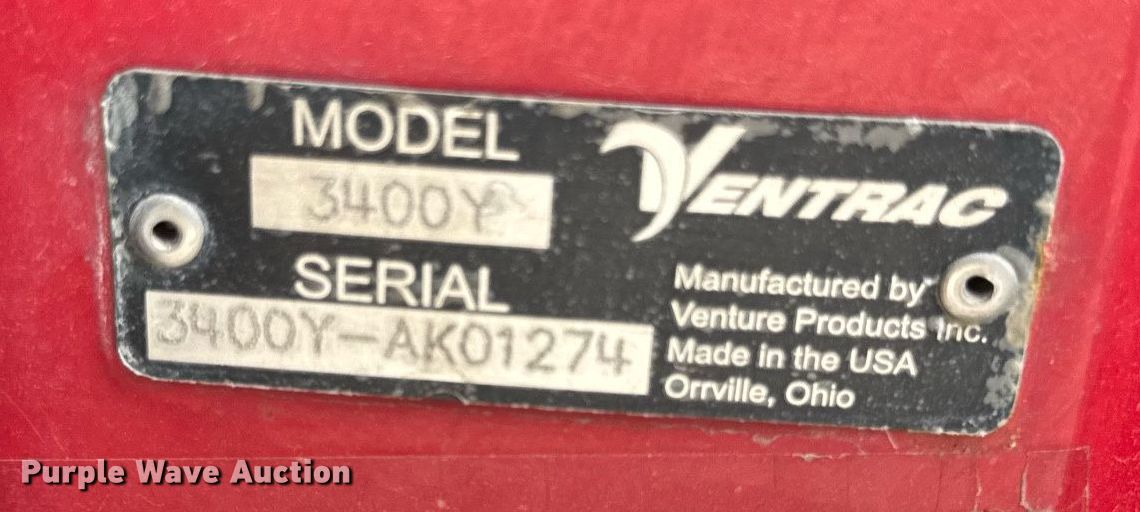 MODEL
3400Y
VENTRAC
SERIAL
3400Y-AK01274
Manufactured by
Venture Products Inc.
Made in the USA
Orrville, Ohio
Purple Wave Auction